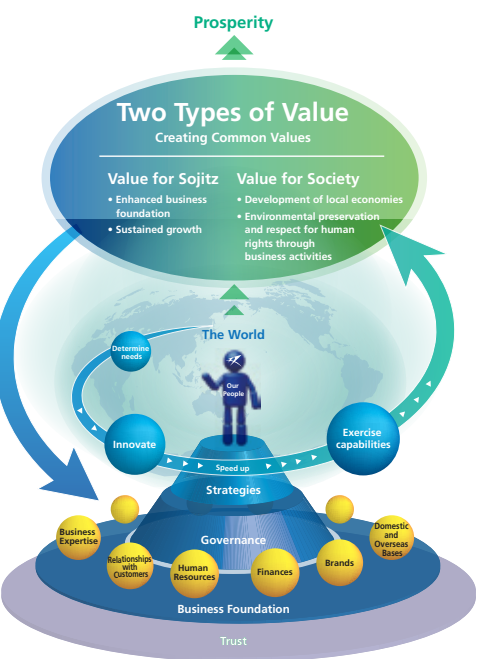 Prosperity
Two Types of Value
Creating Common Values
Value for Sojitz
• Enhanced business
foundation
• Sustained growth
Value for Society
• Development of local economies
• Environmental preservation
and respect for human
rights through
business activities
The World
Determine
needs
Our
People
Innovate
Exercise
capabilities
Speed up
Strategies
Governance
Business
Expertise
Relationships
with
Customers
Human
Resources
Finances
Brands
Domestic
and
Overseas
Bases
Business Foundation
Trust